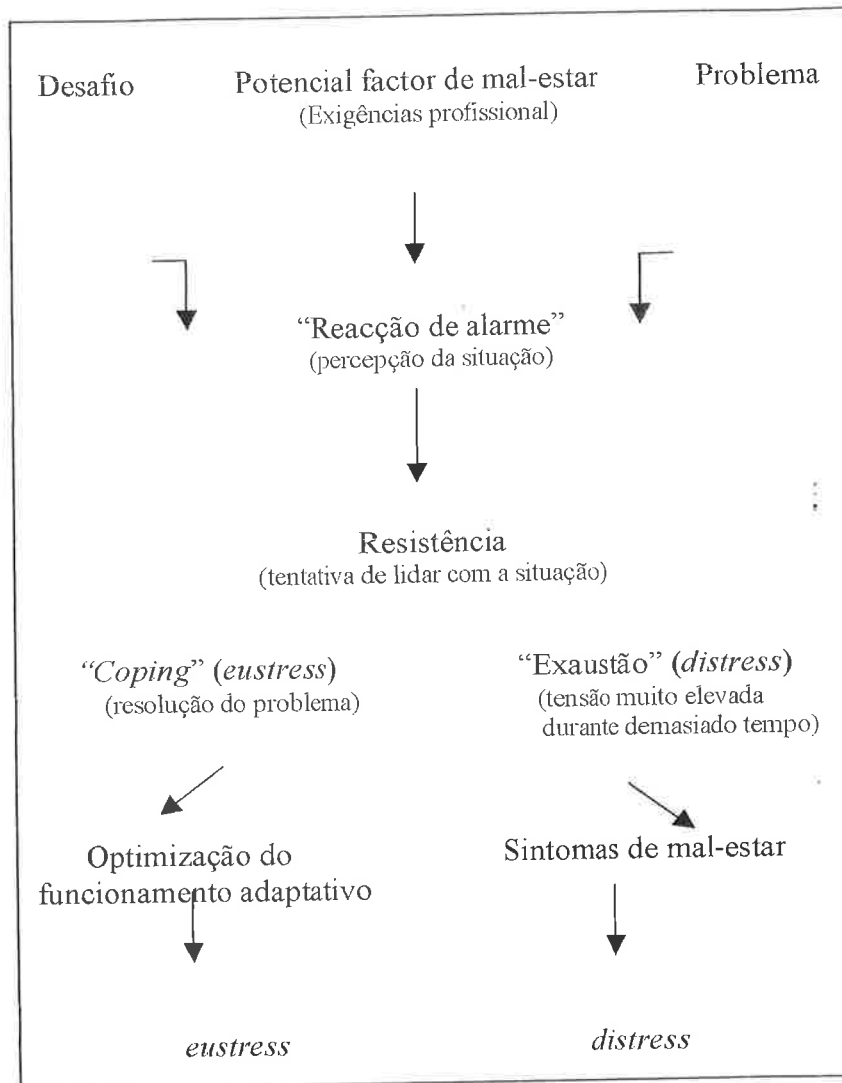 Desafio Potencial factor de mal-estar Problema
(Exigências profissional)
“Reacção de alarme”
(percepção da situação)
Resistência
(tentativa de lidar com a situação)
“Coping” (eustress)
(resolução do problema)
“Exaustão” (distress)
(tensão muito elevada
durante demasiado tempo)
Optimização do
funcionamento adaptativo
Sintomas de mal-estar
eustress
distress